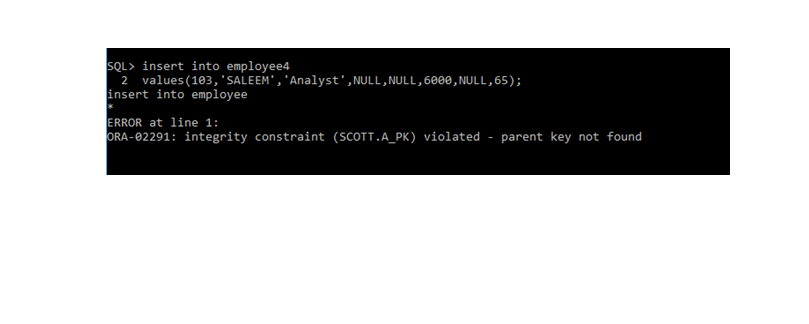 SQL> insert into employee4
2 values(103,'SALEEM','Analyst',NULL,NULL,6000,NULL,65);
insert into employee
*
ERROR at line 1:
ORA-02291: integrity constraint (SCOTT.A_PK) violated - parent key not found